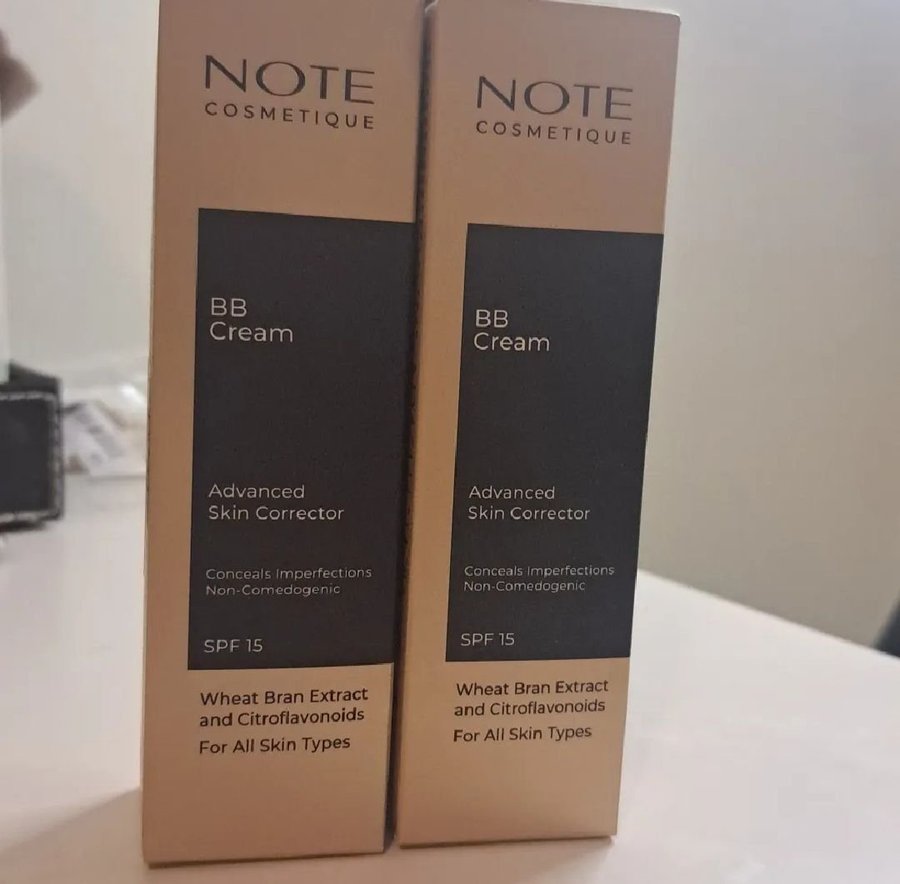 NOTE
COSMETIQUE
BB
Cream
Advanced
Skin Corrector
Conceals Imperfections
Non-Comedogenic
SPF 15
Wheat Bran Extract
and Citroflavonoids
For All Skin Types
NOTE
COSMETIQUE
BB
Cream
Advanced
Skin Corrector
Conceals Imperfections
Non-Comedogenic
SPF 15
Wheat Bran Extract
and Citroflavonoids
For All Skin Types